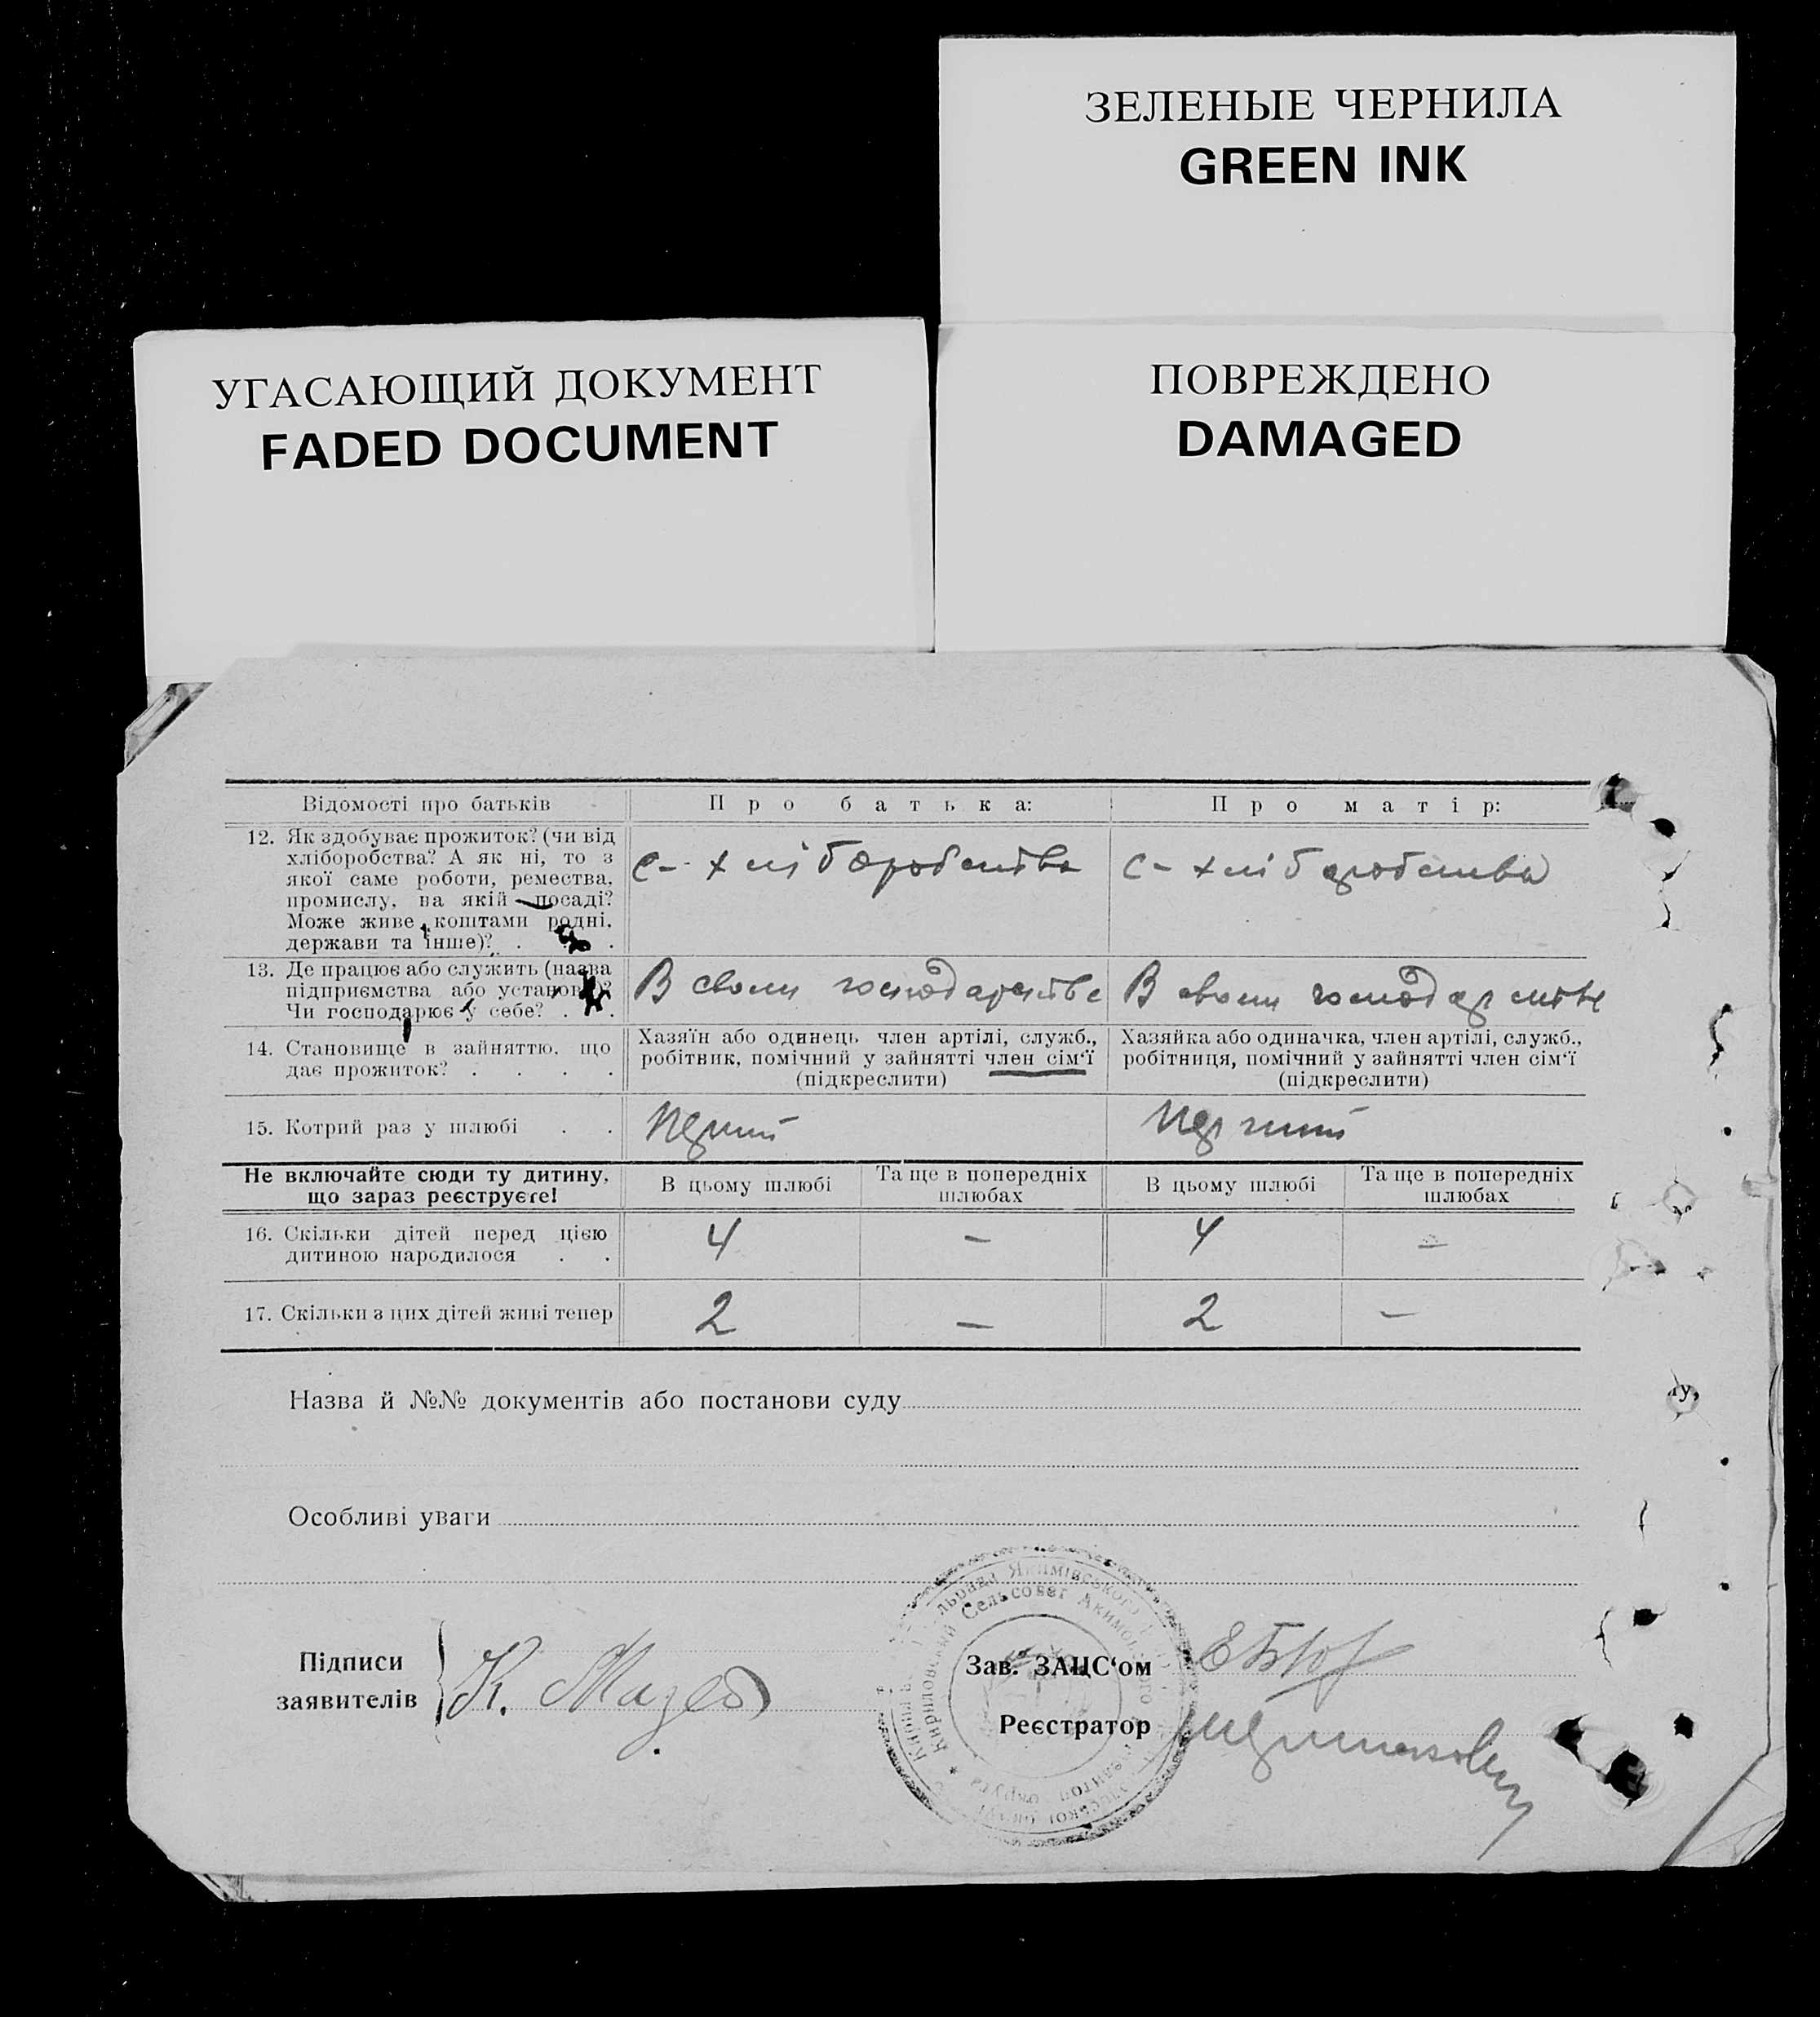 ЗЕЛЕНЫЕ ЧЕРНИЛА
GREEN INK
УГАСАЮЩИЙ ДОКУМЕНТ
FADED DOCUMENT
ПОВРЕЖДЕНО
DAMAGED
Відомості про батьків
Про батька:
Про матір:
12. Як здобуває прожиток? (чи від
хліборобства? А як ні, то з
якої саме роботи, ремества,
промислу, на якій посаді?
Може живе коштами родні,
держави та інше)? . .
с- хліборобства
с- хліборобства
13. Де працює або служить (назва
підприємства або установи)?
Чи господарює у себе? . .
В своем господарстве
В своем господарстве
14. Становище в зайняттю, що
дає прожиток? . . . .
Хазяїн або одинець член артілі, служб.,
робітник, помічний у зайнятті член сім'ї
(підкреслити)
Хазяйка або одиначка, член артілі, служб.,
робітниця, помічний у зайнятті член сім'ї
(підкреслити)
15. Котрий раз у шлюбі . .
Не включайте сюди ту дитину,
що зараз реєструєте!
В цьому шлюбі
Та ще в попередніх
шлюбах
В цьому шлюбі
Та ще в попередніх
шлюбах
16. Скільки дітей перед цією
дитиною народилося . .
4
–
4
–
17. Скільки з цих дітей живі тепер
2
–
2
–
Назва й №№ документів або постанови суду
Особливі уваги
Підписи
заявителів
К.
Зав. ЗАЦС'ом
Реєстратор
Якимівського
Сельсовет